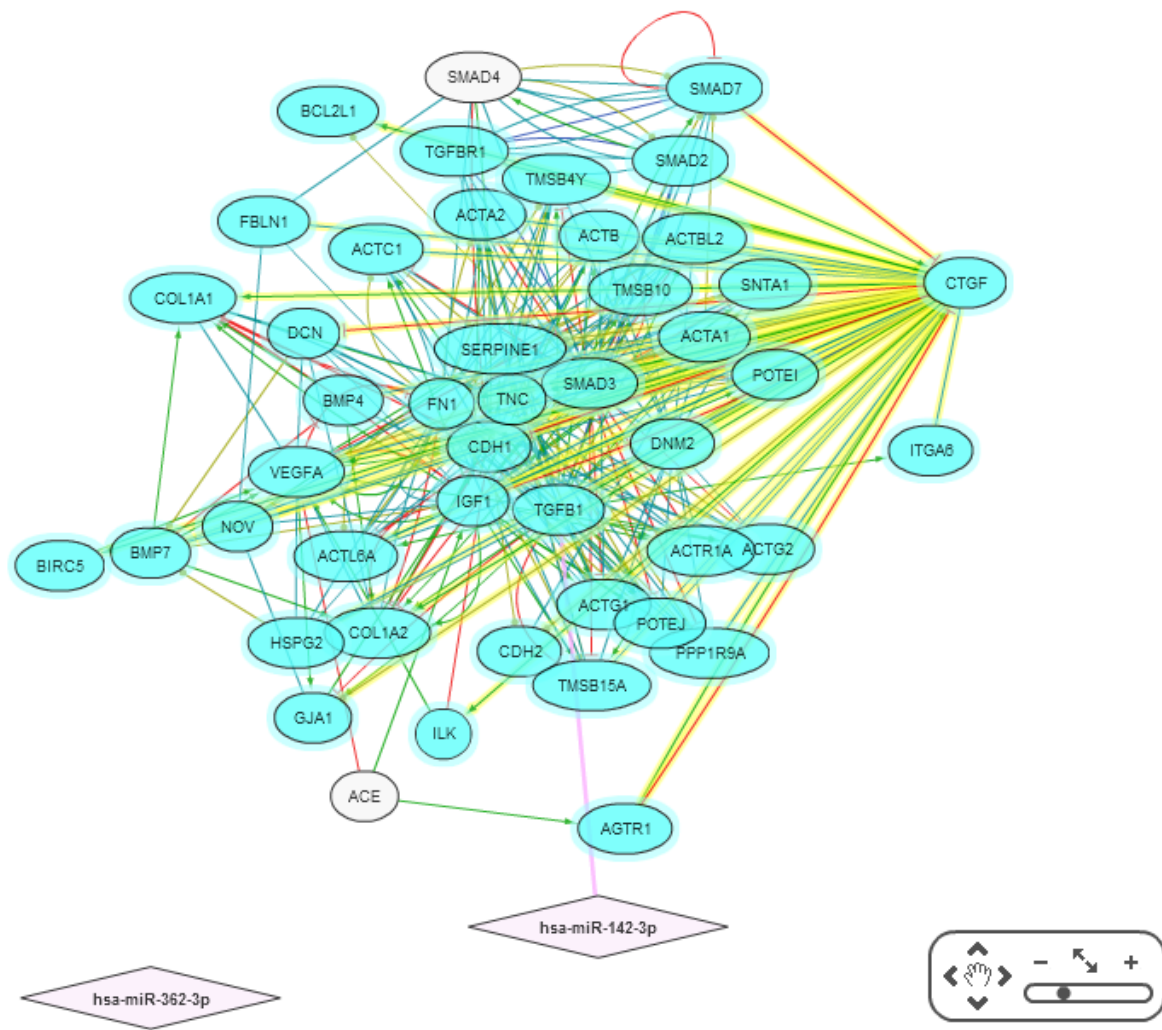 SMAD4
SMAD7
BCL2L1
TGFBR1
SMAD2
TMSB4Y
ACTA2
FBLN1
ACTB
ACTBL2
ACTC1
CTGF
TMSB10
SNTA1
COL1A1
DCN
ACTA1
SERPINE1
POTEI
SMAD3
BMP4
FN1
TNC
DNM2
CDH1
ITGA6
VEGFA
IGF1
TGFB1
NOV
ACTR1A
ACTG2
BMP7
ACTL6A
BIRC5
ACTG1
POTEJ
COL1A2
HSPG2
CDH2
PPP1R9A
TMSB15A
GJA1
ILK
ACE
AGTR1
hsa-miR-142-3p
hsa-miR-362-3p